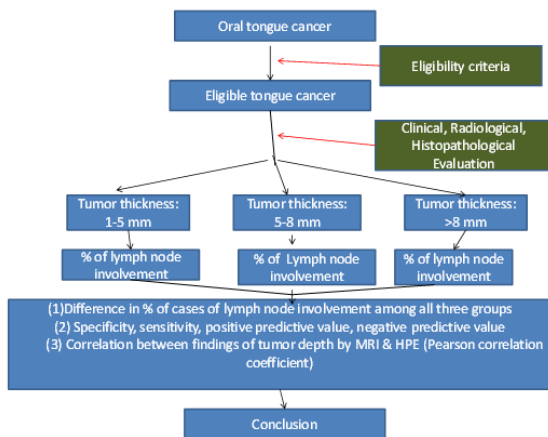 Oral tongue cancer
Eligibility criteria
Eligible tongue cancer
Clinical, Radiological,
Histopathological
Evaluation
Tumor thickness:
1-5 mm
Tumor thickness:
5-8 mm
Tumor thickness:
>8 mm
% of lymph node
involvement
% of Lymph node
involvement
% of lymph node
involvement
(1)Difference in % of cases of lymph node involvement among all three groups
(2) Specificity, sensitivity, positive predictive value, negative predictive value
(3) Correlation between findings of tumor depth by MRI & HPE (Pearson correlation
coefficient)
Conclusion